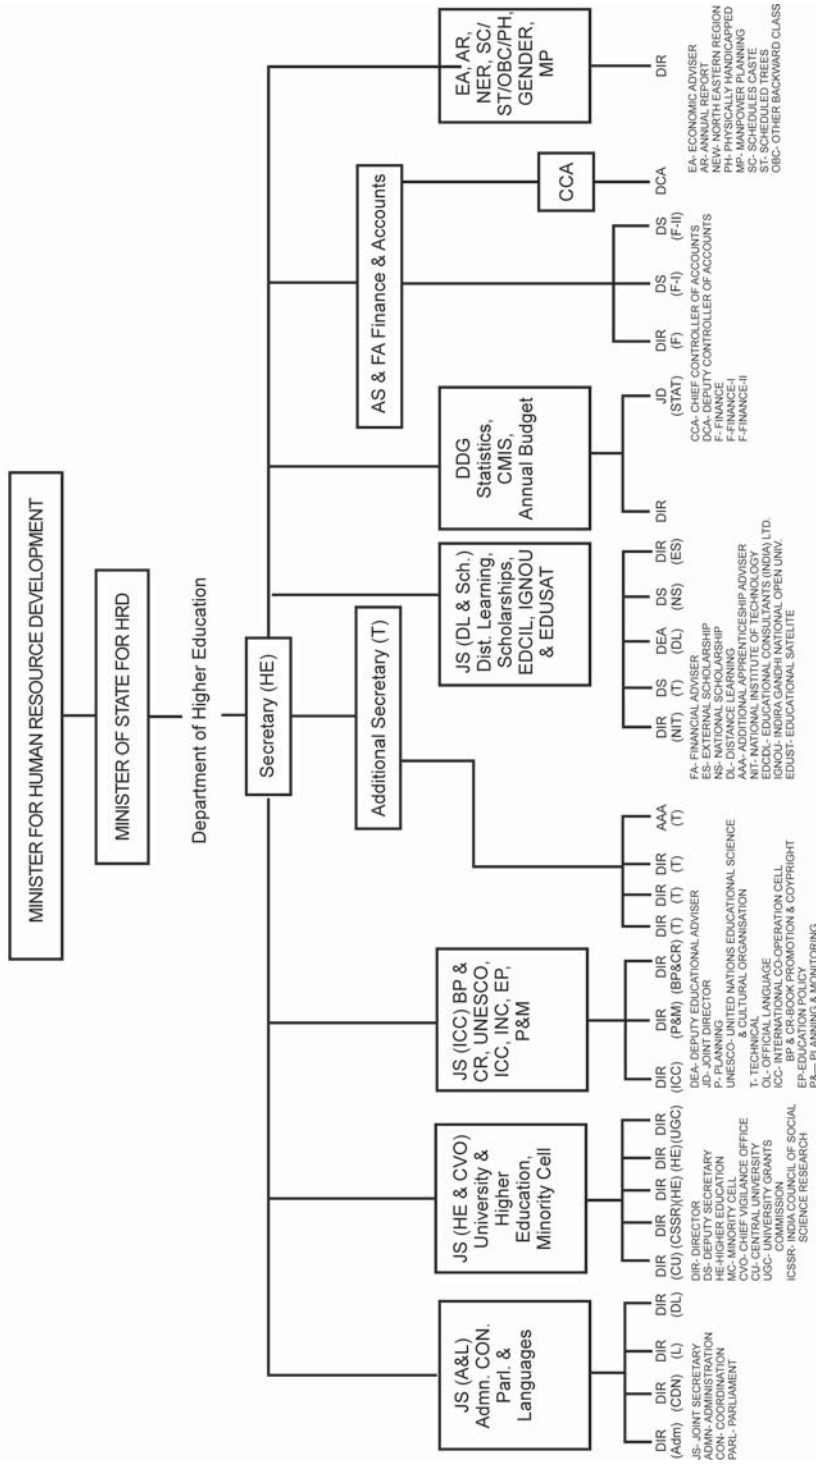 MINISTER FOR HUMAN RESOURCE DEVELOPMENT
MINISTER OF STATE FOR HRD
Department of Higher Education
Secretary (HE)
Additional Secretary (T)
AS & FA Finance & Accounts
JS (A&L)
Admn. CON.
Parl. &
Languages
JS (HE & CVO)
University &
Higher
Education,
Minority Cell
JS (ICC) BP &
CR, UNESCO,
ICC, INC, EP,
P&M
JS (DL & Sch.)
Dist. Learning,
Scholarships,
EDCIL, IGNOU
& EDUSAT
DDG
Statistics,
CMIS,
Annual Budget
EA, AR,
NER, SC/
ST/OBC/PH,
GENDER,
MP
CCA
DIR
(Adm)
DIR
(CDN)
DIR
(L)
DIR
(DL)
DIR
(CU)
DIR
(CSSR)
DIR
(HE)
DIR
(HE)
DIR
(UGC)
DIR
(ICC)
DIR
(P&M)
DIR
(BP&CR)
DIR
(T)
DIR
(T)
DIR
(T)
AAA
(T)
DIR
(NIT)
DS
(T)
DEA
(DL)
DS
(NS)
DIR
(ES)
DIR
JD
(STAT)
DIR
(F)
DS
(F-I)
DS
(F-II)
DCA
DIR
JS- JOINT SECRETARY
ADMN- ADMINISTRATION
CON- COORDINATION
PARL- PARLIAMENT
DIR- DIRECTOR
DS- DEPUTY SECRETARY
HE-HIGHER EDUCATION
MC- MINORITY CELL
CVO- CHIEF VIGILANCE OFFICE
CU- CENTRAL UNIVERSITY
UGC- UNIVERSITY GRANTS
COMMISSION
ICSSR- INDIA COUNCIL OF SOCIAL
SCIENCE RESEARCH
DEA- DEPUTY EDUCATIONAL ADVISER
JD- JOINT DIRECTOR
P- PLANNING
UNESCO- UNITED NATIONS EDUCATIONAL SCIENCE
& CULTURAL ORGANISATION
T- TECHNICAL
OL- OFFICIAL LANGUAGE
ICC- INTERNATIONAL CO-OPERATION CELL
BP & CR-BOOK PROMOTION & COYPRIGHT
EP-EDUCATION POLICY
P&— PLANNING & MONITORING
FA- FINANCIAL ADVISER
ES- EXTERNAL SCHOLARSHIP
NS- NATIONAL SCHOLARSHIP
DL- DISTANCE LEARNING
AAA- ADDITIONAL APPRENTICESHIP ADVISER
NIT- NATIONAL INSTITUTE OF TECHNOLOGY
EDCDL- EDUCATIONAL CONSULTANTS (INDIA) LTD.
IGNOU- INDIRA GANDHI NATIONAL OPEN UNIV.
EDUST- EDUCATIONAL SATELITE
CCA- CHIEF CONTROLLER OF ACCOUNTS
DCA- DEPUTY CONTROLLER OF ACCOUNTS
F- FINANCE
F-FINANCE-I
F-FINANCE-II
EA- ECONOMIC ADVISER
AR- ANNUAL REPORT
NEW- NORTH EASTERN REGION
PH- PHYSICALLY HANDICAPPED
MP- MANPOWER PLANNING
SC- SCHEDULES CASTE
ST- SCHEDULED TREES
OBC- OTHER BACKWARD CLASS